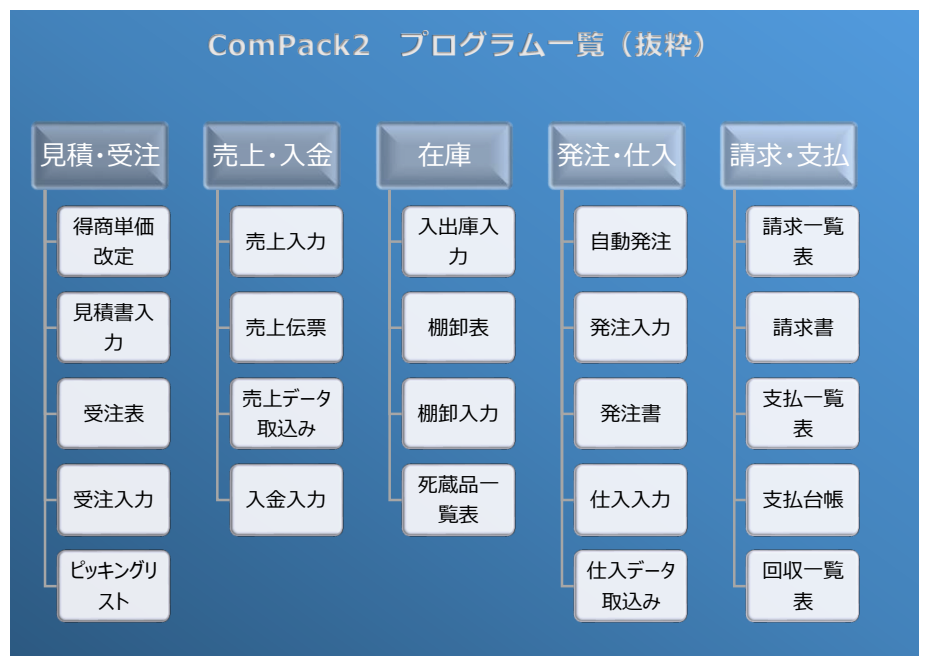 ComPack2　プログラム一覧（抜粋）
見積・受注
得商単価
改定
見積書入
力
受注表
受注入力
ピッキングリ
スト
売上・入金
売上入力
売上伝票
売上データ
取込み
入金入力
在庫
入出庫入
力
棚卸表
棚卸入力
死蔵品一
覧表
発注・仕入
自動発注
発注入力
発注書
仕入入力
仕入データ
取込み
請求・支払
請求一覧
表
請求書
支払一覧
表
支払台帳
回収一覧
表